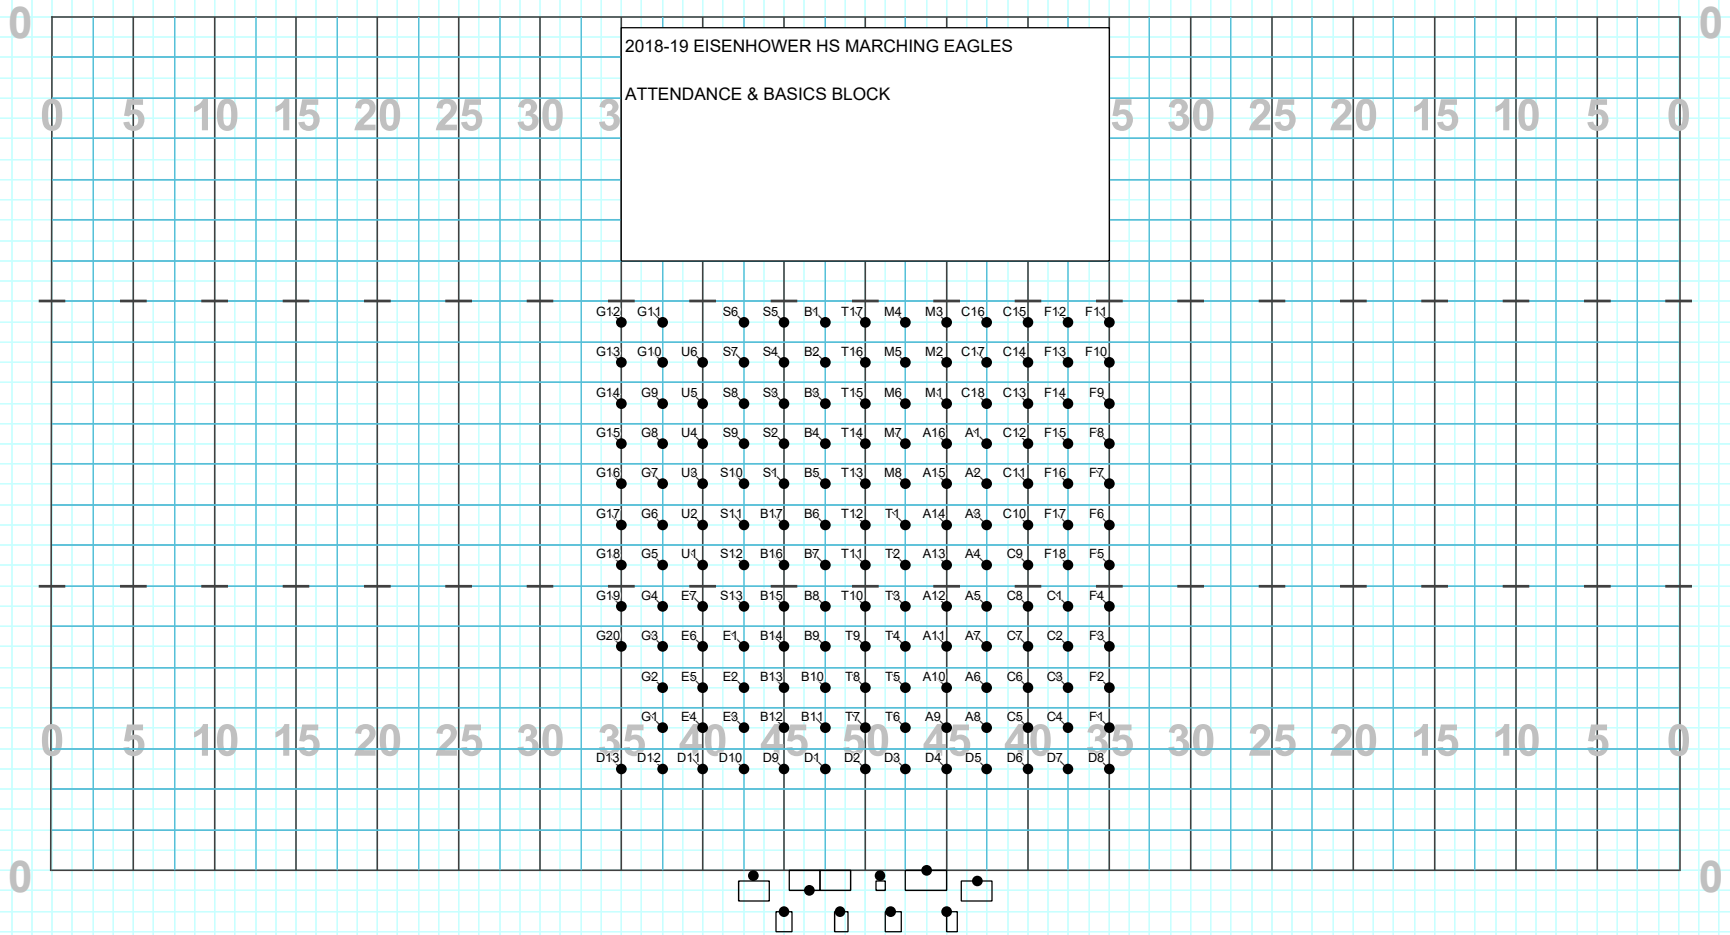 0 0
2018-19 EISENHOWER HS MARCHING EAGLES
ATTENDANCE & BASICS BLOCK
0 5 10 15 20 25 30 3 5 30 25 20 15 10 5 0
G12 G11 S6 S5 B1 T17 M4 M3 C16 C15 F12 F11
G13 G10 U6 S7 S4 B2 T16 M5 M2 C17 C14 F13 F10
G14 G9 U5 S8 S3 B3 T15 M6 M1 C18 C13 F14 F9
G15 G8 U4 S9 S2 B4 T14 M7 A16 A1 C12 F15 F8
G16 G7 U3 S10 S1 B5 T13 M8 A15 A2 C11 F16 F7
G17 G6 U2 S11 B17 B6 T12 T1 A14 A3 C10 F17 F6
G18 G5 U1 S12 B16 B7 T11 T2 A13 A4 C9 F18 F5
G19 G4 E7 S13 B15 B8 T10 T3 A12 A5 C8 C1 F4
G20 G3 E6 E1 B14 B9 T9 T4 A11 A7 C7 C2 F3
G2 E5 E2 B13 B10 T8 T5 A10 A6 C6 C3 F2
G1 E4 E3 B12 B11 T7 T6 A9 A8 C5 C4 F1
0 5 10 15 20 25 30 35 40 45 50 45 40 35 30 25 20 15 10 5 0
D13 D12 D11 D10 D9 D1 D2 D3 D4 D5 D6 D7 D8
0 0